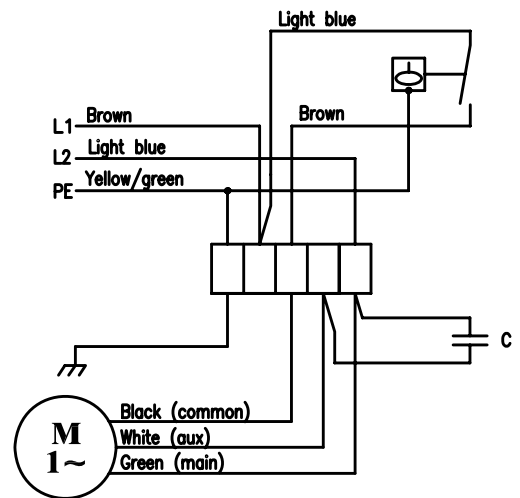 Light blue
L1 Brown
Brown
L2 Light blue
PE Yellow/green
C
Black (common)
White (aux)
Green (main)
M
1~